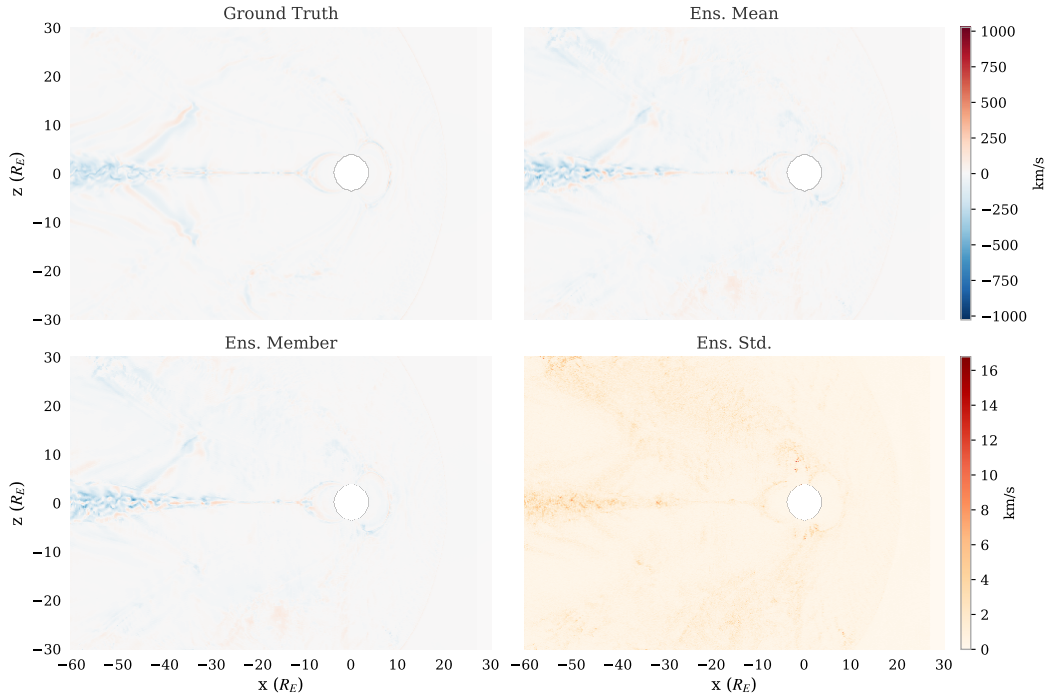 Ground Truth
Ens. Mean
30
20
10
0
−10
−20
−30
z (R_E)
1000
750
500
250
0
−250
−500
−750
−1000
km/s
Ens. Member
Ens. Std.
30
20
10
0
−10
−20
−30
z (R_E)
16
14
12
10
8
6
4
2
0
km/s
−60 −50 −40 −30 −20 −10 0 10 20 30
−60 −50 −40 −30 −20 −10 0 10 20 30
x (R_E)
x (R_E)